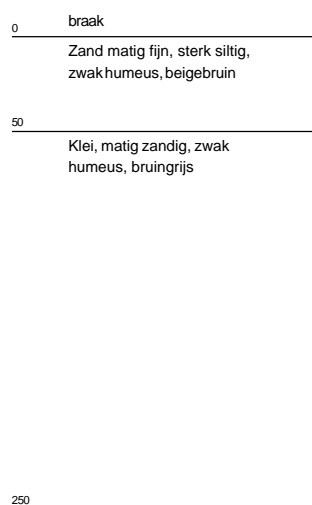 0 braak
Zand matig fijn, sterk siltig,
zwak humeus, beigebruin
50
Klei, matig zandig, zwak
humeus, bruingrijs
250